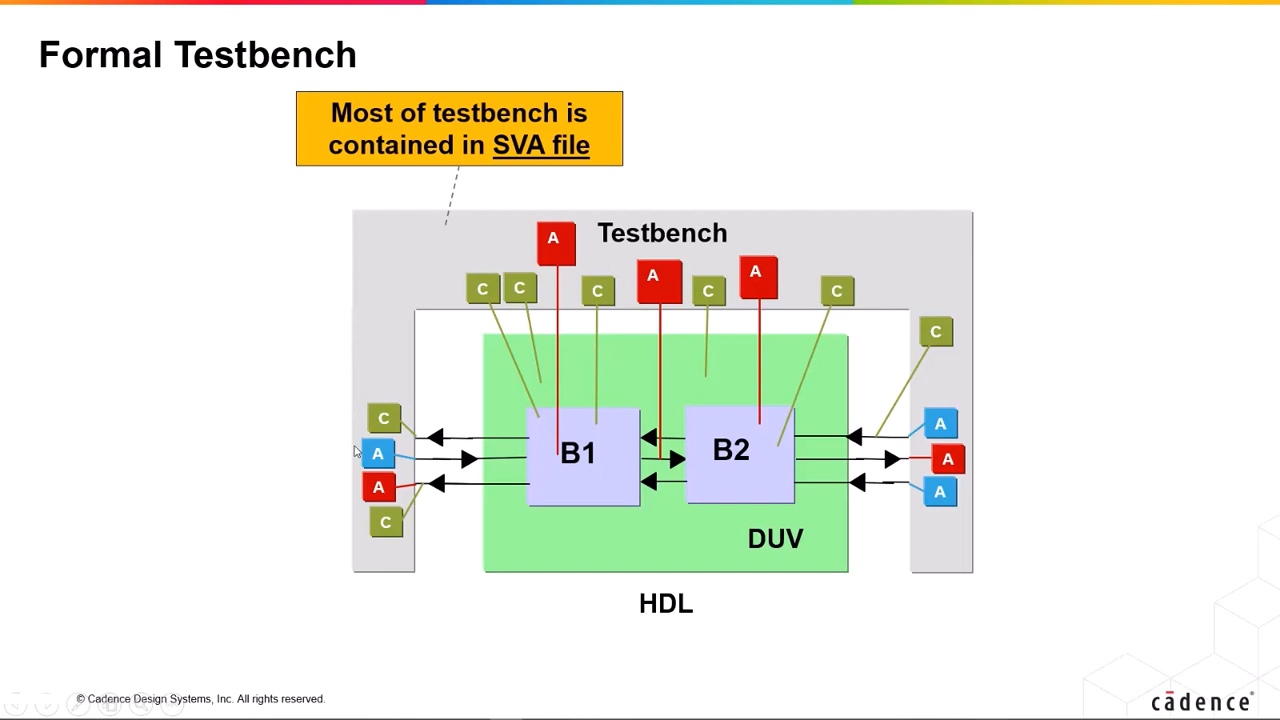 Formal Testbench
Most of testbench is
contained in SVA file
Testbench
A
C
C
C
A
C
A
C
C
C
A
A
C
B1
B2
A
A
A
DUV
HDL
© Cadence Design Systems, Inc. All rights reserved.
cādence®